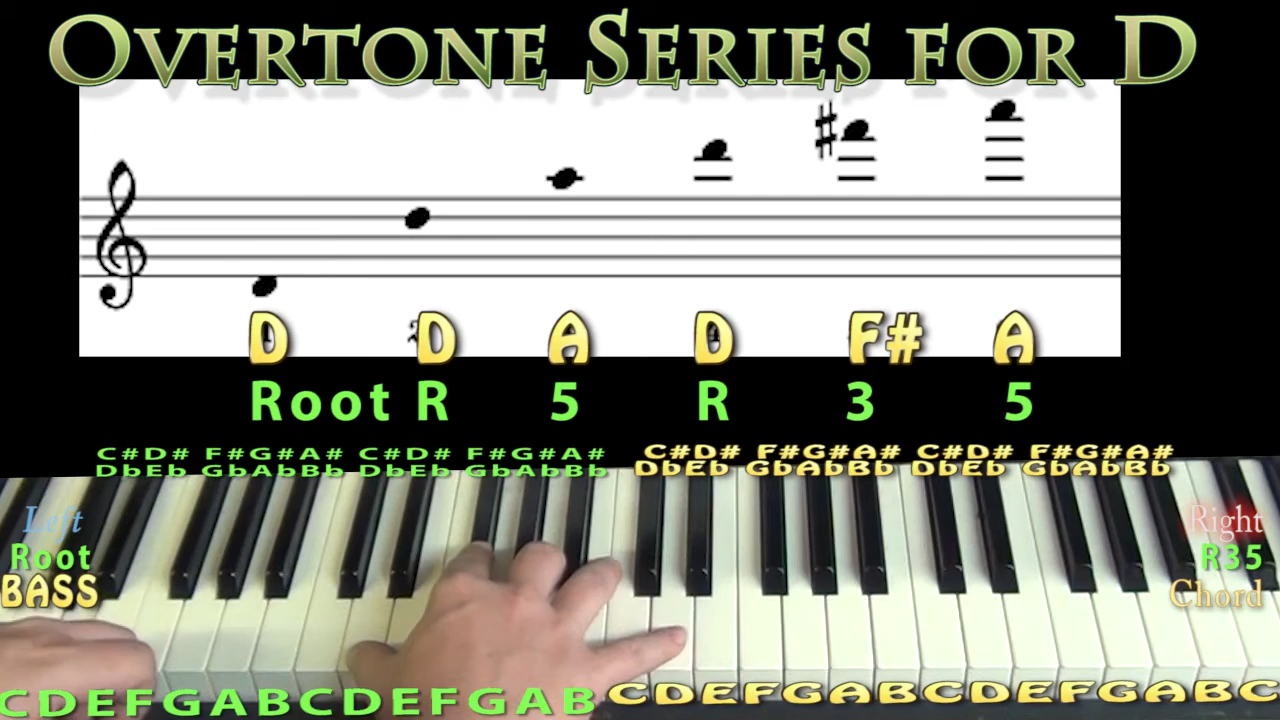 OVERTONE SERIES FOR D
D D A D F# A
Root R 5 R 3 5
C#D# F#G#A# C#D# F#G#A# C#D# F#G#A# C#D# F#G#A#
DbEb GbAbBb DbEb GbAbBb DbEb GbAbBb DbEb GbAbBb
Left
Root
BASS
Right
R35
Chord
CDEFGABCDEFGAB CDEFGABCDEFGABC